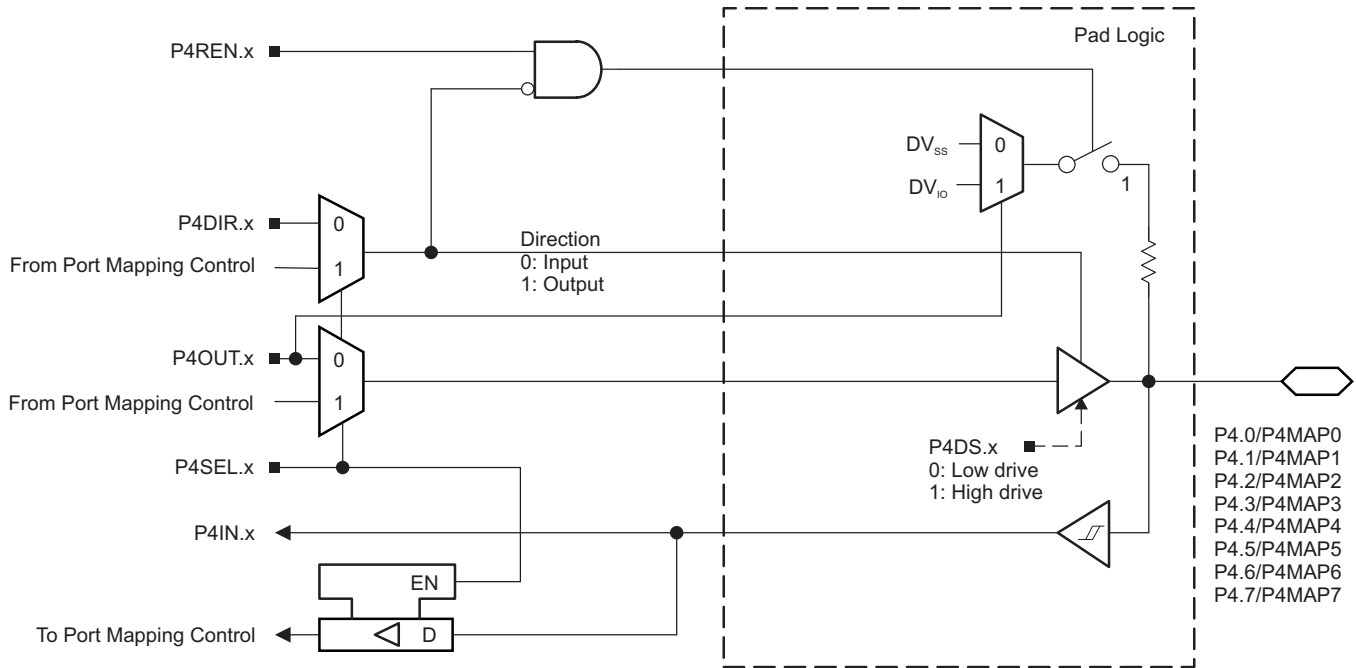 P4REN.x
Pad Logic
DVSS
0
DVIO
1
1
P4DIR.x
0
From Port Mapping Control
1
Direction
0: Input
1: Output
P4OUT.x
0
From Port Mapping Control
1
P4SEL.x
P4DS.x
0: Low drive
1: High drive
P4.0/P4MAP0
P4.1/P4MAP1
P4.2/P4MAP2
P4.3/P4MAP3
P4.4/P4MAP4
P4.5/P4MAP5
P4.6/P4MAP6
P4.7/P4MAP7
P4IN.x
EN
To Port Mapping Control
D